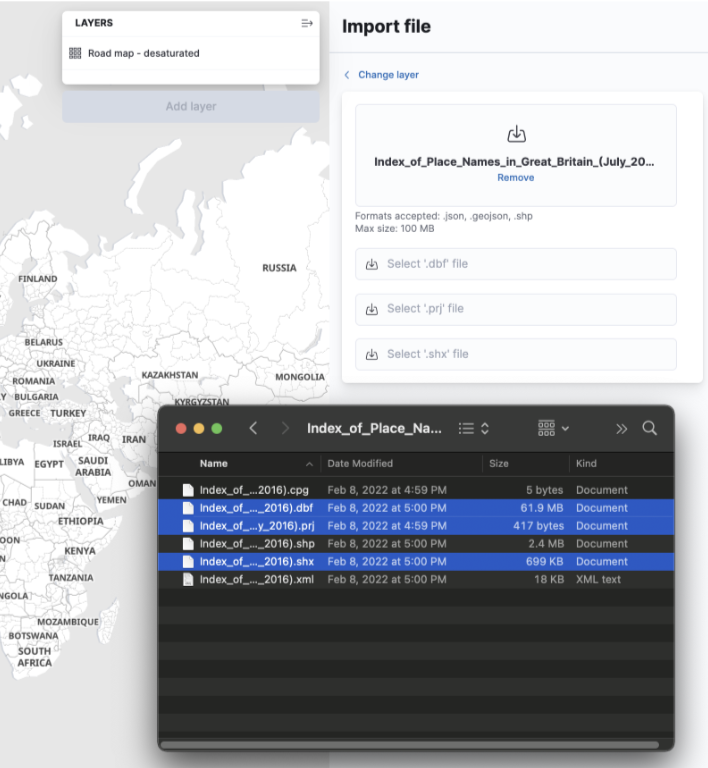 LAYERS
Road map - desaturated
Add layer
Import file
Change layer
Index_of_Place_Names_in_Great_Britain_(July_20...
Remove
Formats accepted: .json, .geojson, .shp
Max size: 100 MB
Select '.dbf' file
Select '.prj' file
Select '.shx' file
RUSSIA
FINLAND
BELARUS
UKRAINE
KAZAKHSTAN
MONGOLIA
ROMANIA
Y BULGARIA
KYRGYZSTAN
GREECE TURKEY
ISRAEL IRAQ IRAN
LIBYA EGYPT SAUDI
ARABIA
OMAN
CHAD SUDAN YEMEN
ETHIOPIA
OON
KENYA
N
TANZANIA
NGOLA
MOZAMBIQUE
BOTSWANA
SOUTH
AFRICA
Index_of_Place_Na...
Name Date Modified Size Kind
Index_of_...2016).cpg Feb 8, 2022 at 4:59 PM 5 bytes Document
Index_of_..._2016).dbf Feb 8, 2022 at 5:00 PM 61.9 MB Document
Index_of_...y_2016).prj Feb 8, 2022 at 4:59 PM 417 bytes Document
Index_of_..._2016).shp Feb 8, 2022 at 5:00 PM 2.4 MB Document
Index_of_..._2016).shx Feb 8, 2022 at 5:00 PM 699 KB Document
Index_of_..._2016).xml Feb 8, 2022 at 5:00 PM 18 KB XML text